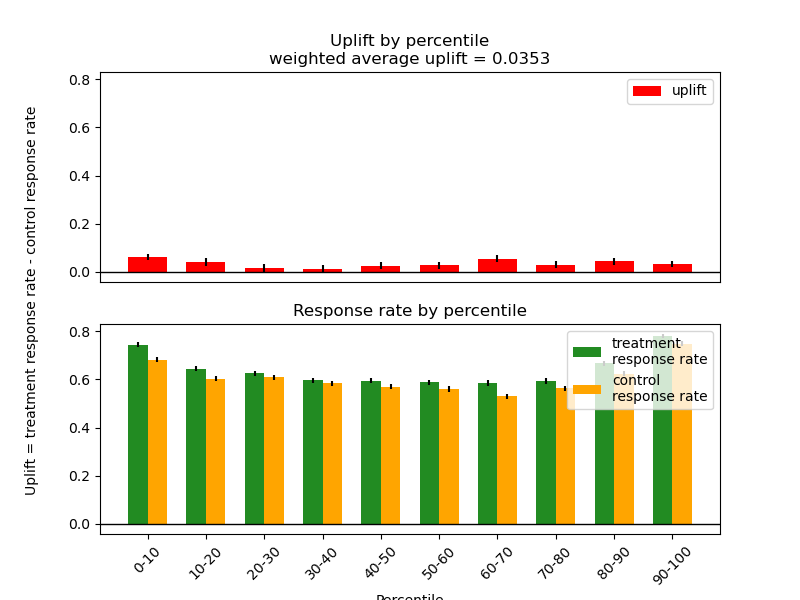 Uplift by percentile
weighted average uplift = 0.0353
Uplift = treatment response rate - control response rate
0.8
0.6
0.4
0.2
0.0
uplift
Response rate by percentile
0.8
0.6
0.4
0.2
0.0
treatment
response rate
control
response rate
0-10
10-20
20-30
30-40
40-50
50-60
60-70
70-80
80-90
90-100
Percentile